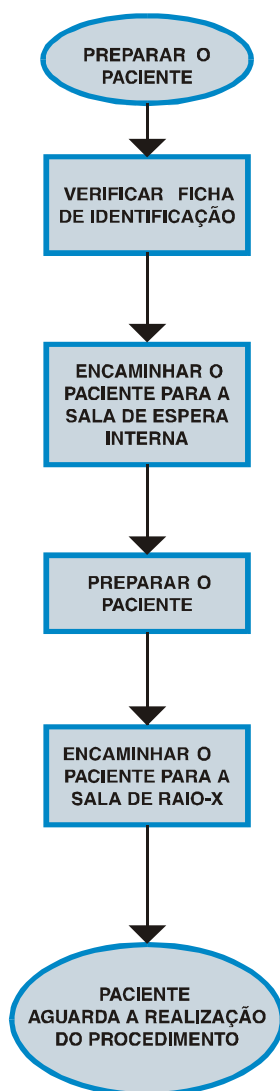 PREPARAR O
PACIENTE
VERIFICAR FICHA
DE IDENTIFICAÇÃO
ENCAMINHAR O
PACIENTE PARA A
SALA DE ESPERA
INTERNA
PREPARAR O
PACIENTE
ENCAMINHAR O
PACIENTE PARA A
SALA DE RAIO-X
PACIENTE
AGUARDA A REALIZAÇÃO
DO PROCEDIMENTO